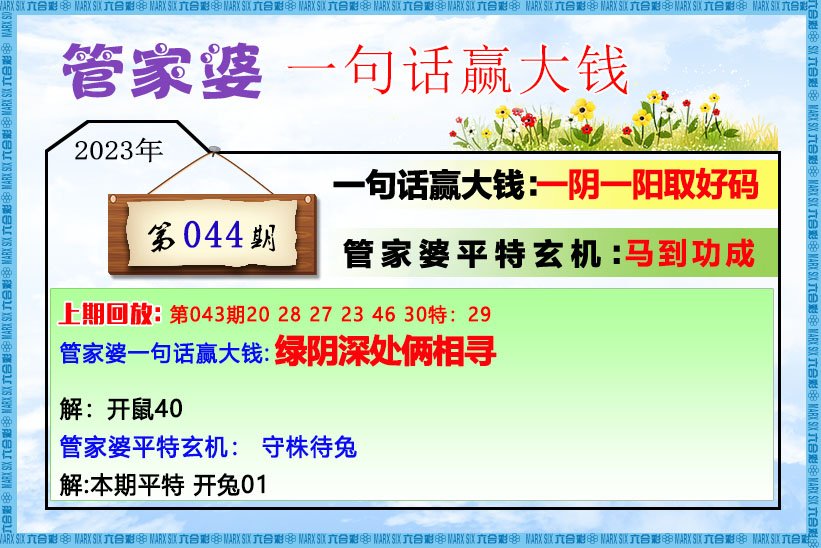 管家婆 一句话赢大钱
2023年
第044期
一句话赢大钱:一阴一阳取好码
管家婆平特玄机:马到功成
上期回放: 第043期20 28 27 23 46 30特：29
管家婆一句话赢大钱: 绿阴深处俩相寻
解：开鼠40
管家婆平特玄机： 守株待兔
解:本期平特 开兔01
MARX SIX 六合彩